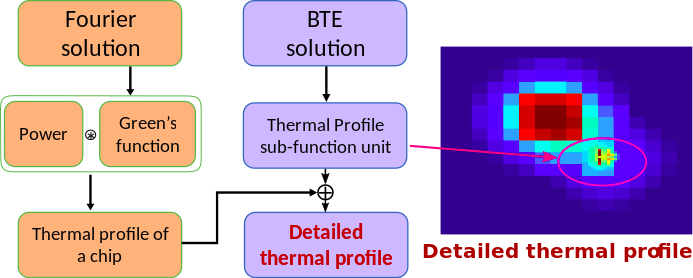 Fourier
solution
BTE
solution
Power
Green's
function
Thermal Profile
sub-function unit
Thermal profile of
a chip
Detailed
thermal profile
Detailed thermal profile